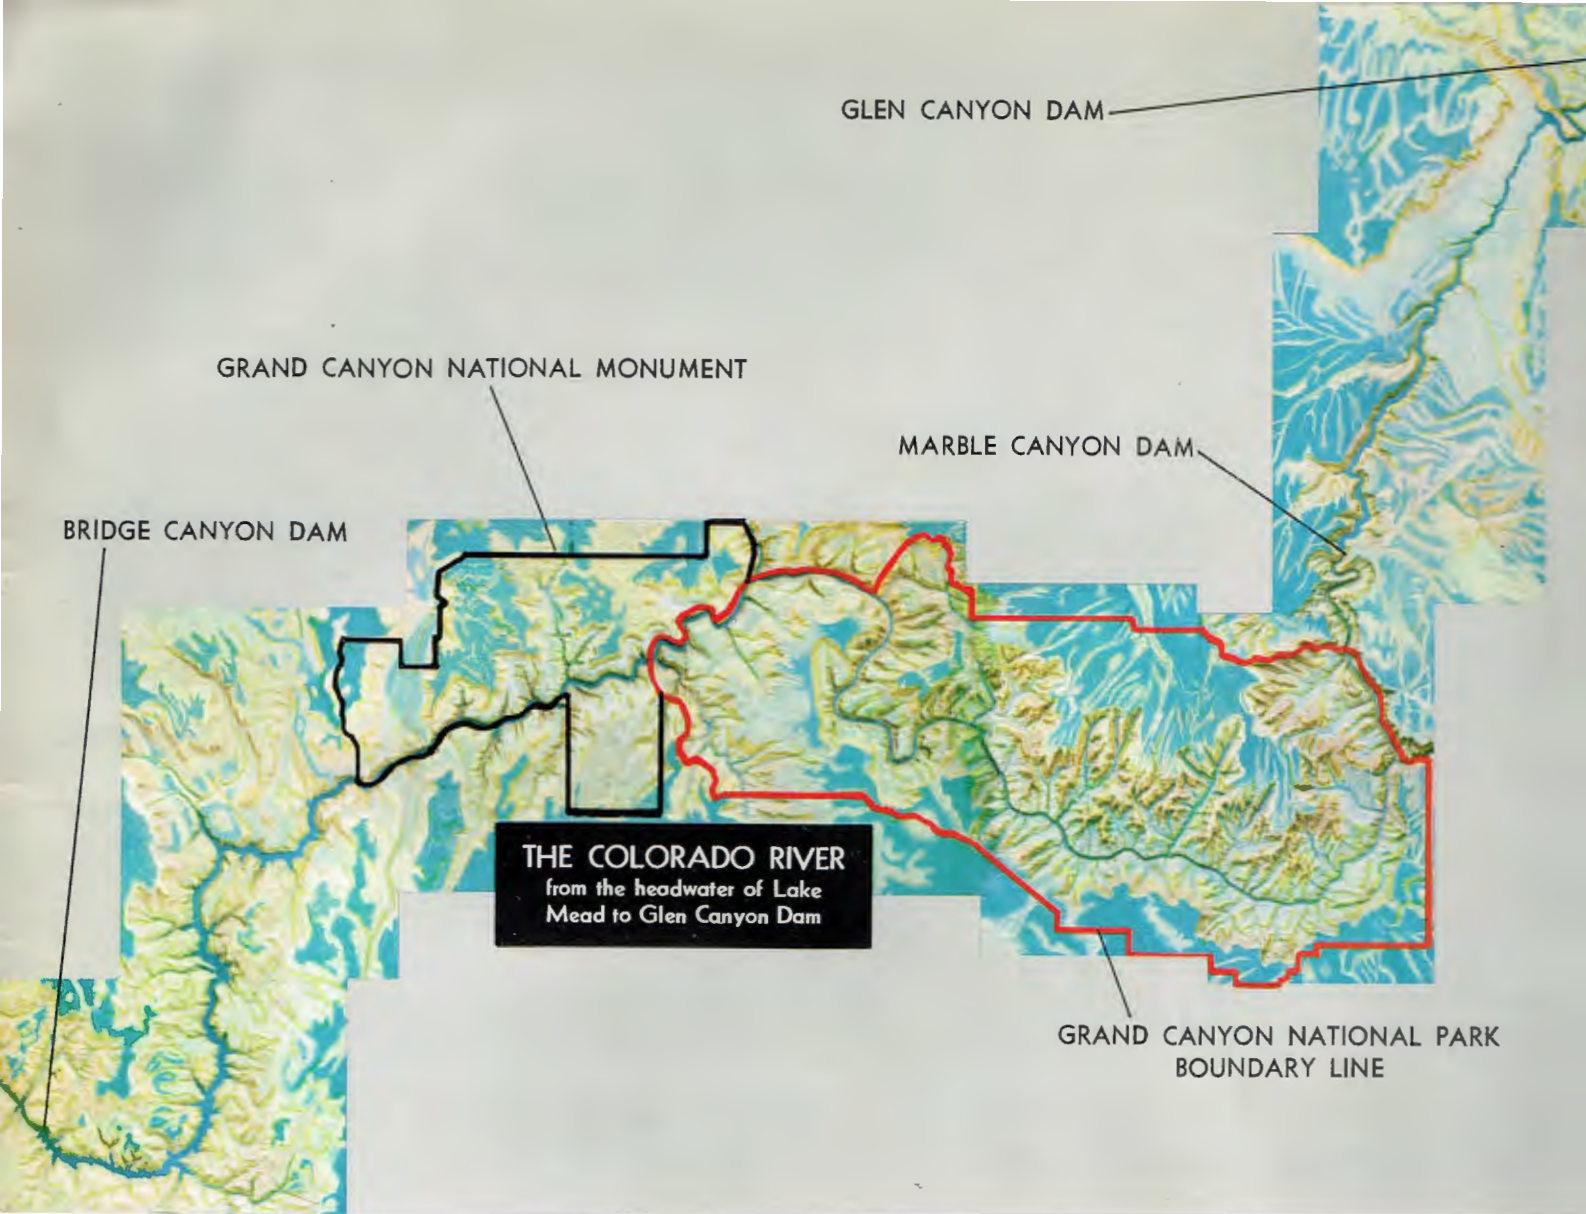 GLEN CANYON DAM
GRAND CANYON NATIONAL MONUMENT
MARBLE CANYON DAM
BRIDGE CANYON DAM
THE COLORADO RIVER
from the headwater of Lake
Mead to Glen Canyon Dam
GRAND CANYON NATIONAL PARK
BOUNDARY LINE